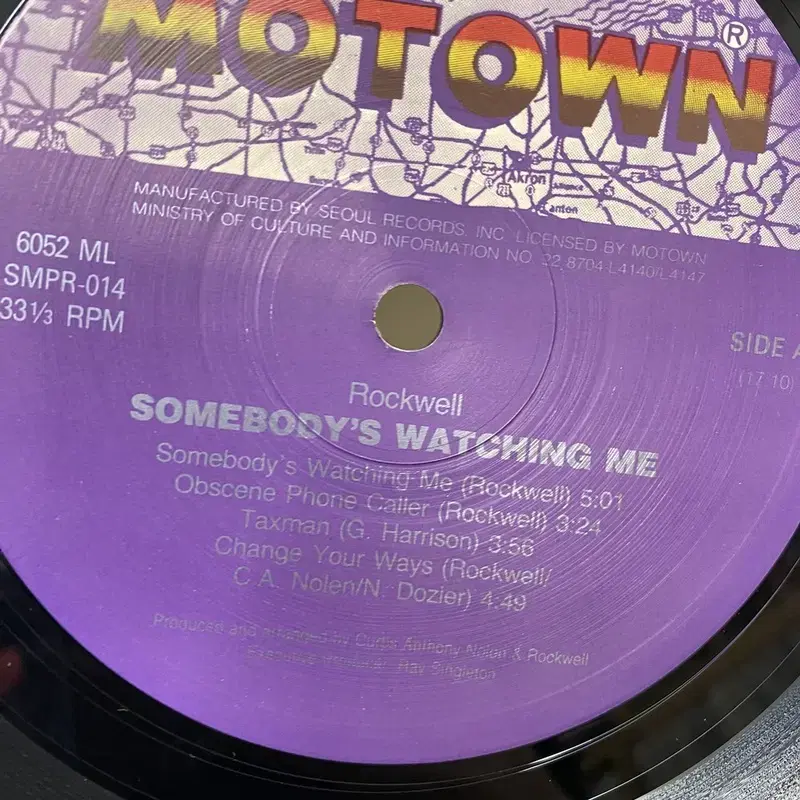 MOTOWN ®
Akron
MANUFACTURED BY SEOUL RECORDS, INC. LICENSED BY MOTOWN
MINISTRY OF CULTURE AND INFORMATION NO. 22, 8704-L4140/L4147
6052 ML
SMPR-014
33⅓ RPM
SIDE A
(17:10)
Rockwell
SOMEBODY'S WATCHING ME
Somebody's Watching Me (Rockwell) 5:01
Obscene Phone Caller (Rockwell) 3:24
Taxman (G. Harrison) 3:56
Change Your Ways (Rockwell/
C.A. Nolen/N. Dozier) 4:49
Produced and arranged by Curtis Anthony Nolen & Rockwell
Executive producer: Ray Singleton